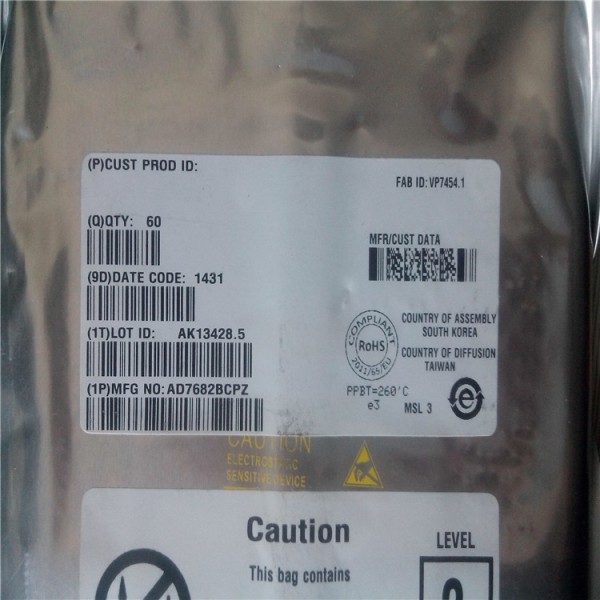 (P)CUST PROD ID:
FAB ID: VP7454.1
(Q)QTY: 60
MFR/CUST DATA
(9D)DATE CODE: 1431
(1T)LOT ID: AK13428.5
COMPLIANT
RoHS
2011/65/EU
COUNTRY OF ASSEMBLY
SOUTH KOREA
COUNTRY OF DIFFUSION
TAIWAN
(1P)MFG NO: AD7682BCPZ
PPBT=260'C
e3
MSL 3
e
CAUTION
ELECTROSTATIC
SENSITIVE DEVICE
Caution
LEVEL
This bag contains